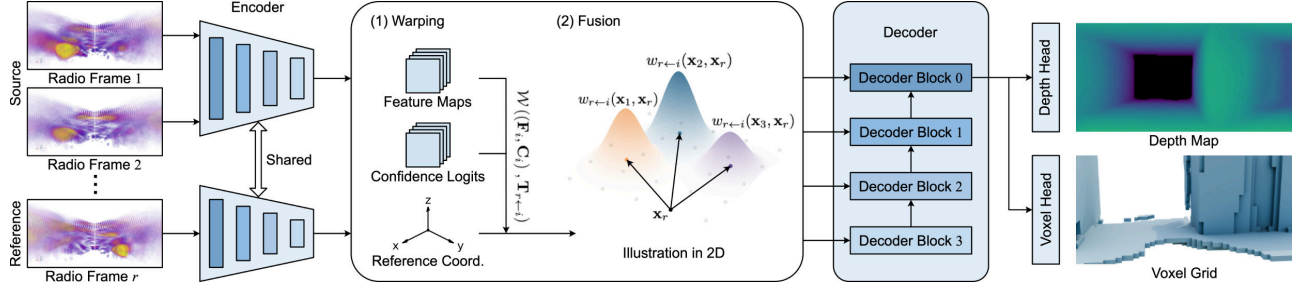 Source
Radio Frame 1
Radio Frame 2
Reference
Radio Frame r
Encoder
Shared
(1) Warping
Feature Maps
Confidence Logits
z
x
y
Reference Coord.
𝒲((F_i, C_i), T_{r←i})
(2) Fusion
w_{r←i}(x_2, x_r)
w_{r←i}(x_1, x_r)
w_{r←i}(x_3, x_r)
x_r
Illustration in 2D
Decoder
Decoder Block 0
Decoder Block 1
Decoder Block 2
Decoder Block 3
Depth Head
Voxel Head
Depth Map
Voxel Grid